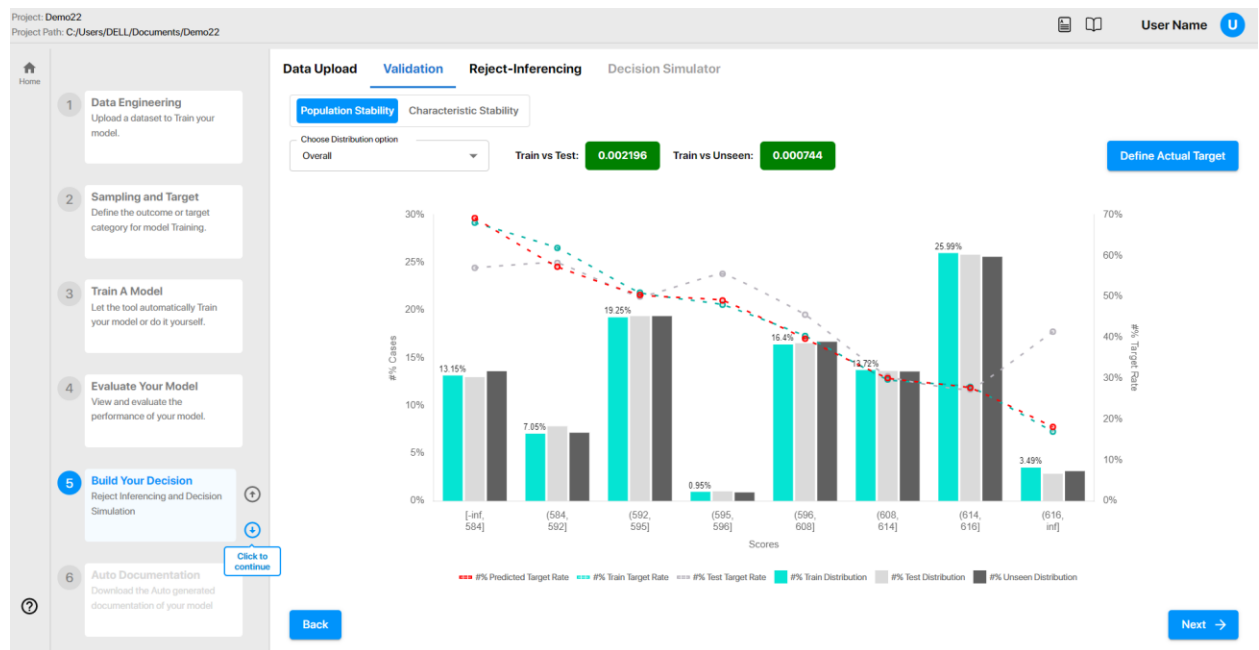 Project: Demo22
Project Path: C:/Users/DELL/Documents/Demo22
User Name
U
Home
1
Data Engineering
Upload a dataset to Train your
model.
2
Sampling and Target
Define the outcome or target
category for model Training.
3
Train A Model
Let the tool automatically Train
your model or do it yourself.
4
Evaluate Your Model
View and evaluate the
performance of your model.
5
Build Your Decision
Reject Inferencing and Decision
Simulation
Click to
continue
6
Auto Documentation
Download the Auto generated
documentation of your model
Data Upload Validation Reject-Inferencing Decision Simulator
Population Stability Characteristic Stability
Choose Distribution option
Overall
Train vs Test: 0.002196 Train vs Unseen: 0.000744
Define Actual Target
30%
25%
20%
15%
10%
5%
0%
#% Cases
13.15%
7.05%
19.25%
0.95%
16.4%
13.72%
25.99%
3.49%
70%
60%
50%
40%
30%
20%
10%
0%
#% Target Rate
[-inf,
584]
(584,
592]
(592,
595]
(595,
596]
(596,
608]
(608,
614]
(614,
616]
(616,
inf]
Scores
#% Predicted Target Rate #% Train Target Rate #% Test Target Rate #% Train Distribution #% Test Distribution #% Unseen Distribution
Back
Next →